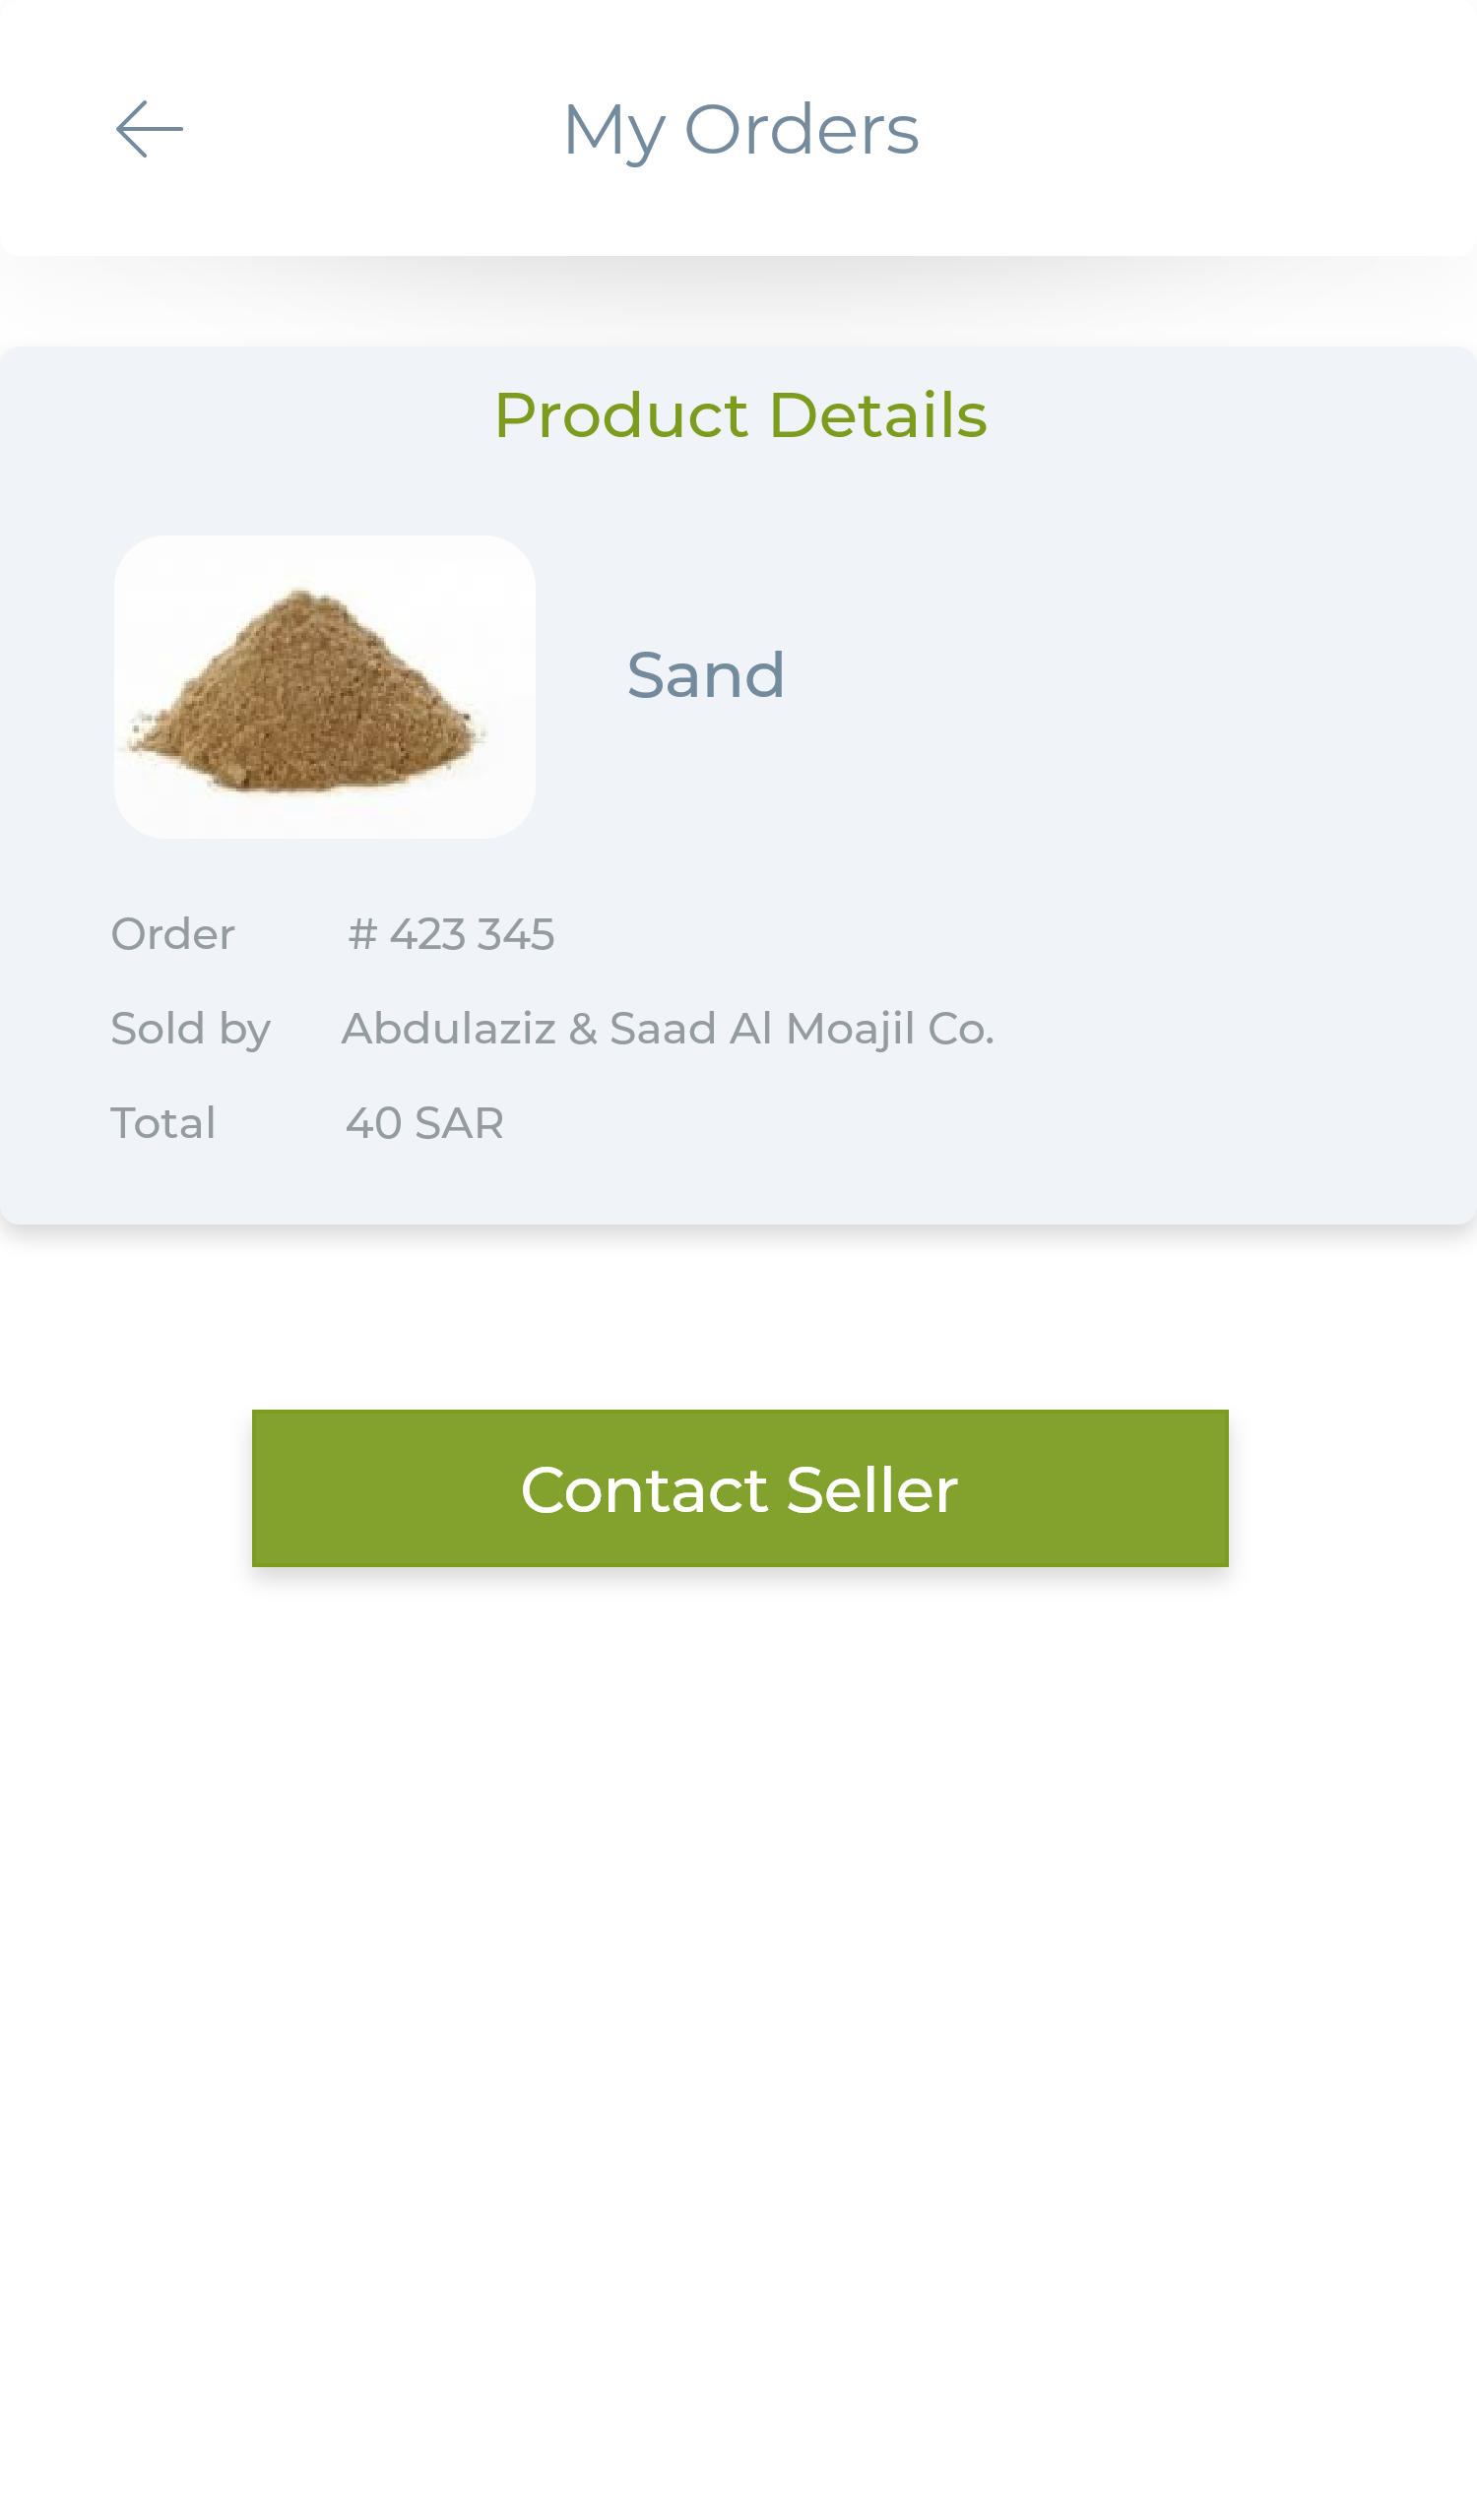 My Orders
Product Details
Sand
Order # 423 345
Sold by Abdulaziz & Saad Al Moajil Co.
Total 40 SAR
Contact Seller